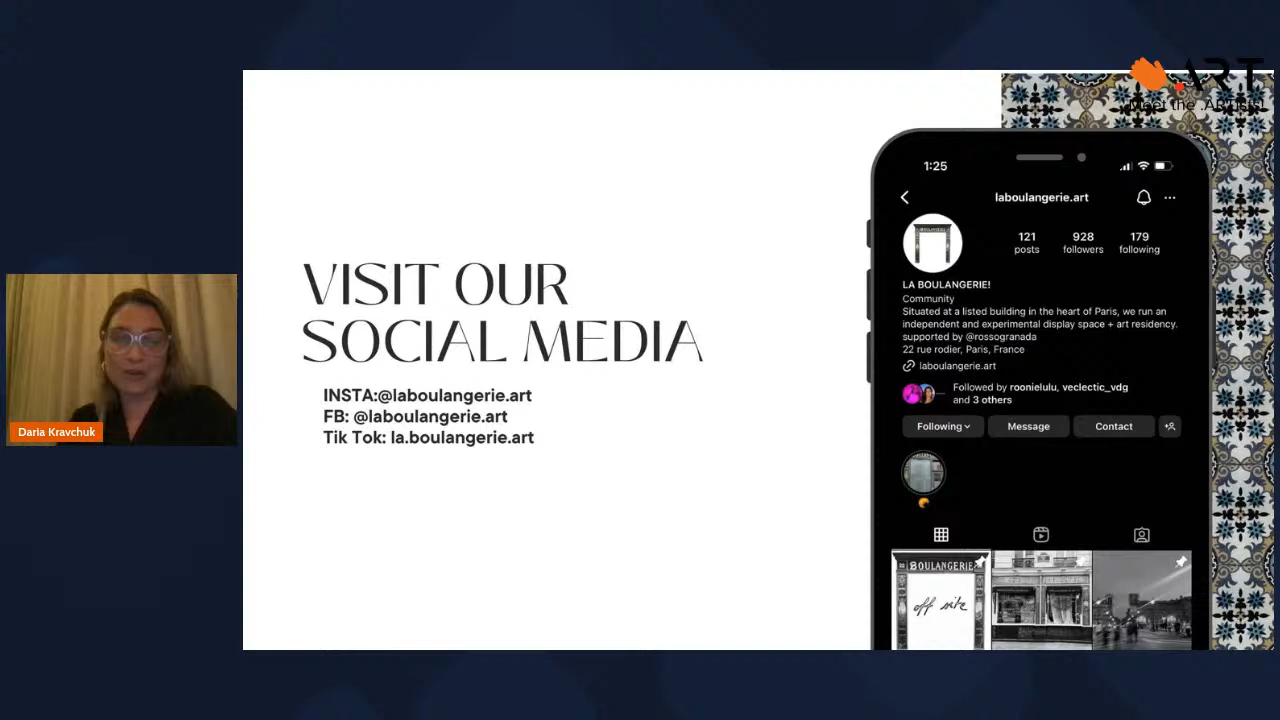 .ART
Meet the .ARTists!
VISIT OUR
SOCIAL MEDIA
INSTA:@laboulangerie.art
FB: @laboulangerie.art
Tik Tok: la.boulangerie.art
Daria Kravchuk
1:25
laboulangerie.art
121
posts
928
followers
179
following
LA BOULANGERIE!
Community
Situated at a listed building in the heart of Paris, we run an
independent and experimental display space + art residency.
supported by @rossogranada
22 rue rodier, Paris, France
laboulangerie.art
Followed by roonielulu, veclectic_vdg
and 3 others
Following
Message
Contact
BOULANGERIE
off site